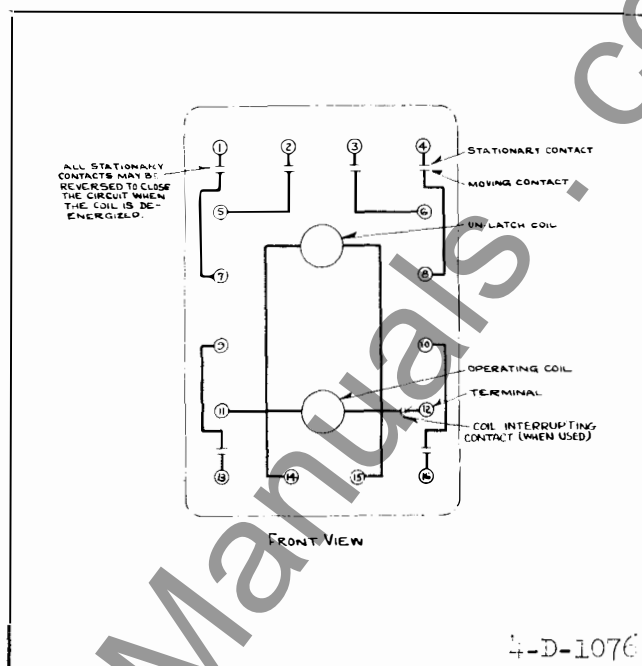 1
2
3
4
ALL STATIONARY
CONTACTS MAY BE
REVERSED TO CLOSE
THE CIRCUIT WHEN
THE COIL IS DE-
ENERGIZED.
STATIONARY CONTACT
MOVING CONTACT
5
6
UN-LATCH COIL
7
8
9
10
OPERATING COIL
TERMINAL
11
12
COIL INTERRUPTING
CONTACT (WHEN USED)
13
14
15
16
FRONT VIEW
4-D-1076
Manuals.co